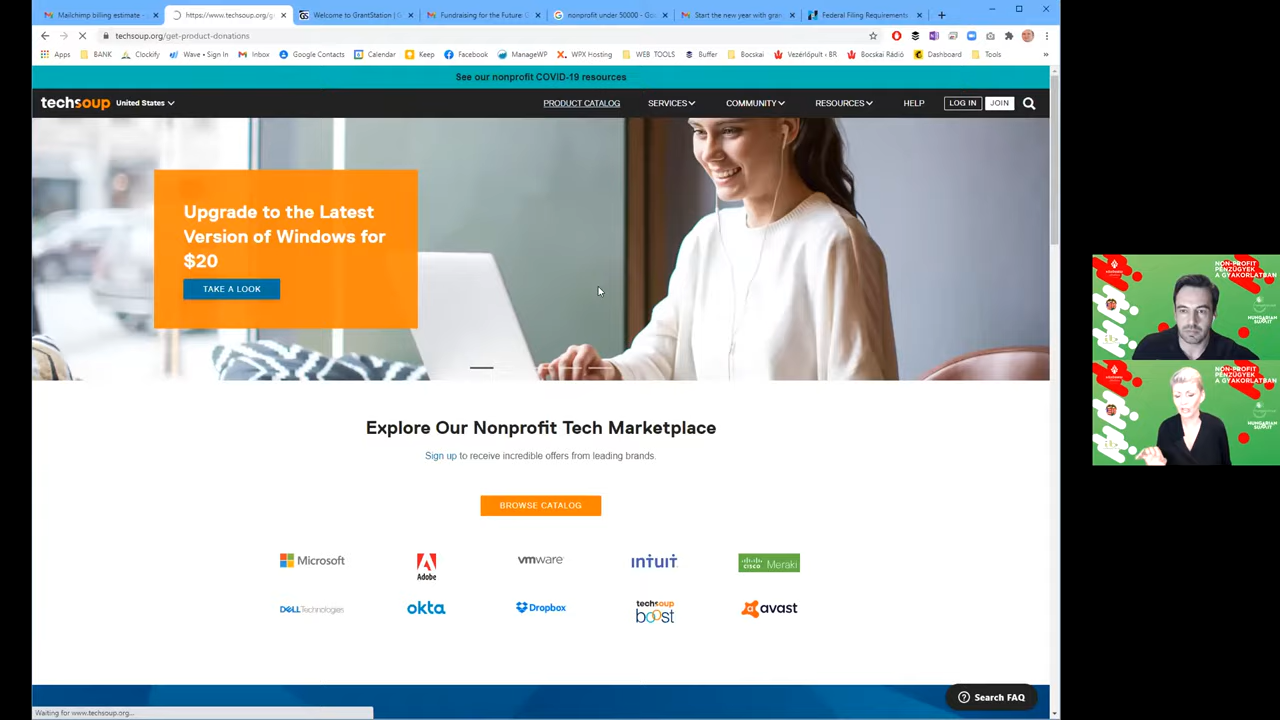 Mailchimp billing estimate -
https://www.techsoup.org/g
Welcome to GrantStation | G
Fundraising for the Future: G
nonprofit under 50000 - Goo
Start the new year with gran
Federal Filing Requirements
techsoup.org/get-product-donations
Apps
BANK
Clockify
Wave • Sign In
Inbox
Google Contacts
Calendar
Keep
Facebook
ManageWP
WPX Hosting
WEB TOOLS
Buffer
Bocskai
Vezérlőpult ‹ BR
Bocskai Rádió
Dashboard
Tools
See our nonprofit COVID-19 resources
techsoup United States
PRODUCT CATALOG
SERVICES
COMMUNITY
RESOURCES
HELP
LOG IN
JOIN
Upgrade to the Latest
Version of Windows for
$20
TAKE A LOOK
Explore Our Nonprofit Tech Marketplace
Sign up to receive incredible offers from leading brands.
BROWSE CATALOG
Microsoft
Adobe
vmware
intuit
cisco Meraki
DELL Technologies
okta
Dropbox
techsoup boost
avast
Search FAQ
Waiting for www.techsoup.org...
NON-PROFIT
PÉNZÜGYEK
A GYAKORLATBAN
HUNGARIAN
SUMMIT
NON-PROFIT
PÉNZÜGYEK
A GYAKORLATBAN
HUNGARIAN
SUMMIT